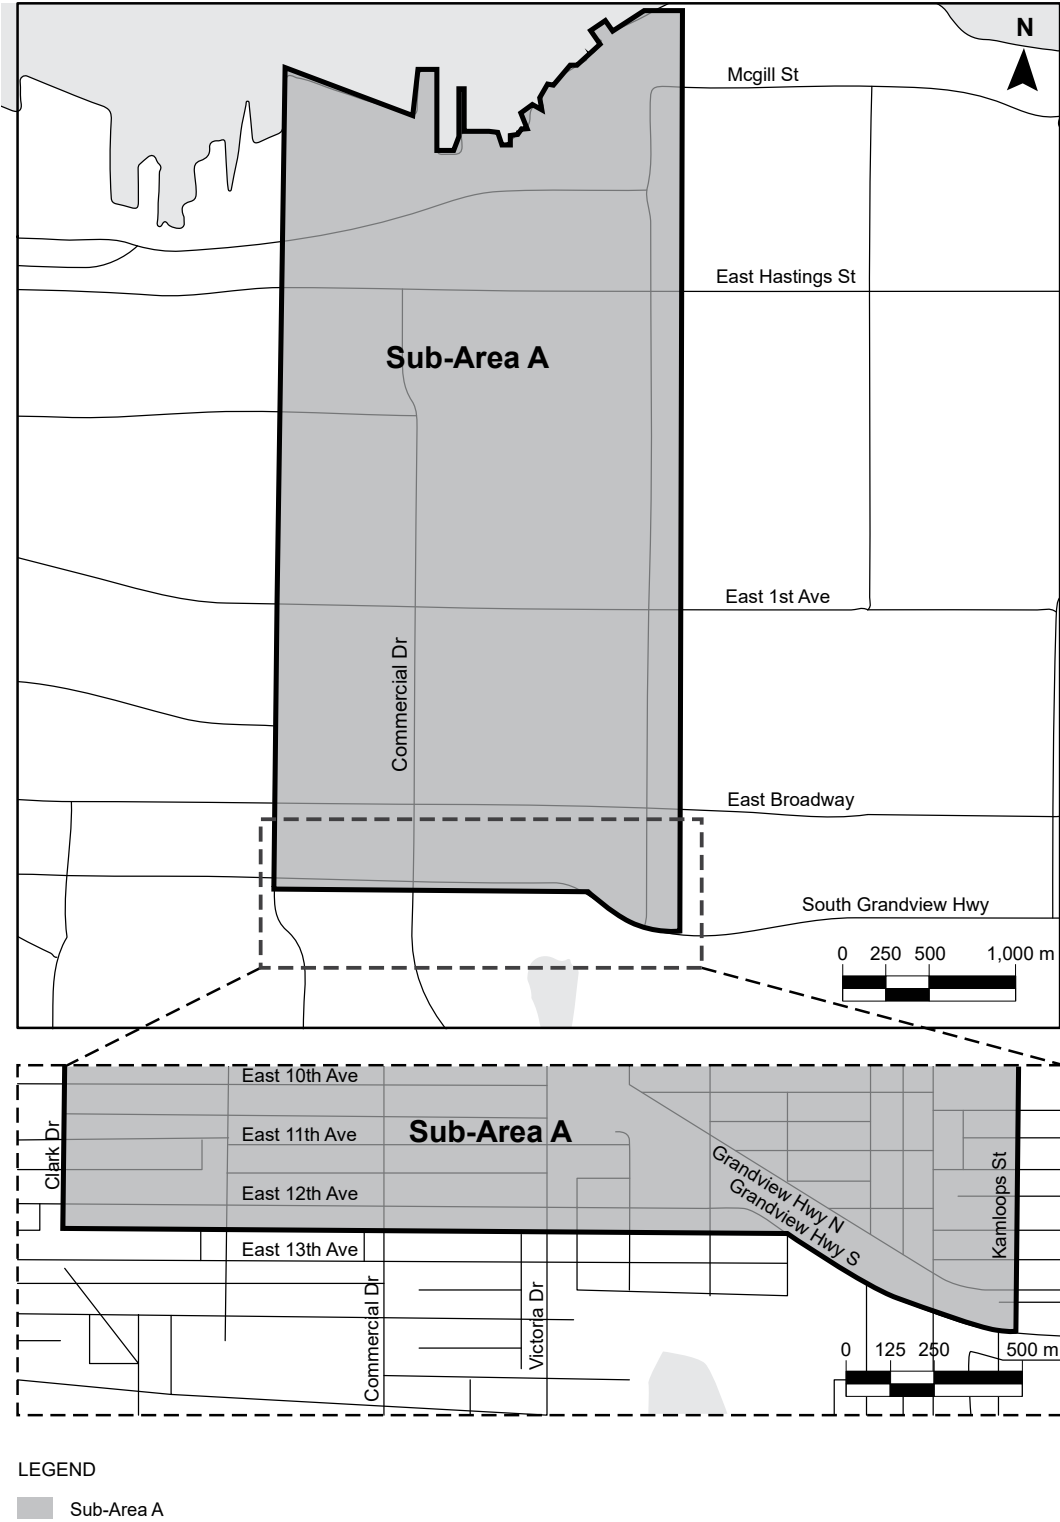 N
Mcgill St
East Hastings St
Sub-Area A
East 1st Ave
Commercial Dr
East Broadway
South Grandview Hwy
0 250 500 1,000 m
East 10th Ave
East 11th Ave
Sub-Area A
Clark Dr
East 12th Ave
Grandview Hwy N
Grandview Hwy S
Kamloops St
East 13th Ave
Commercial Dr
Victoria Dr
0 125 250 500 m
LEGEND
Sub-Area A